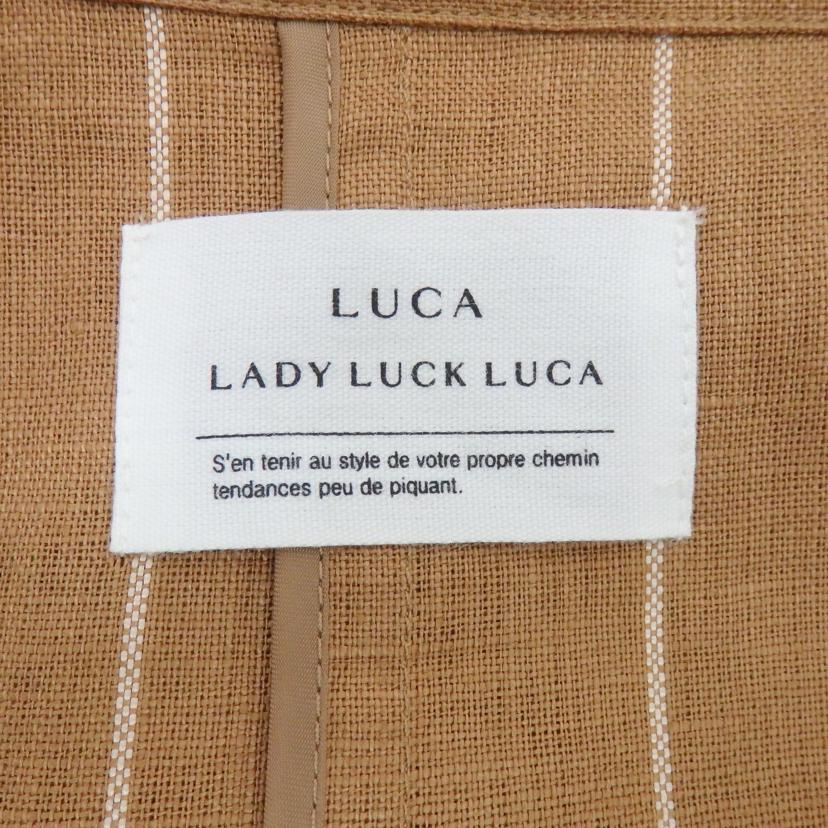 LUCA
LADY LUCK LUCA
S'en tenir au style de votre propre chemin
tendances peu de piquant.